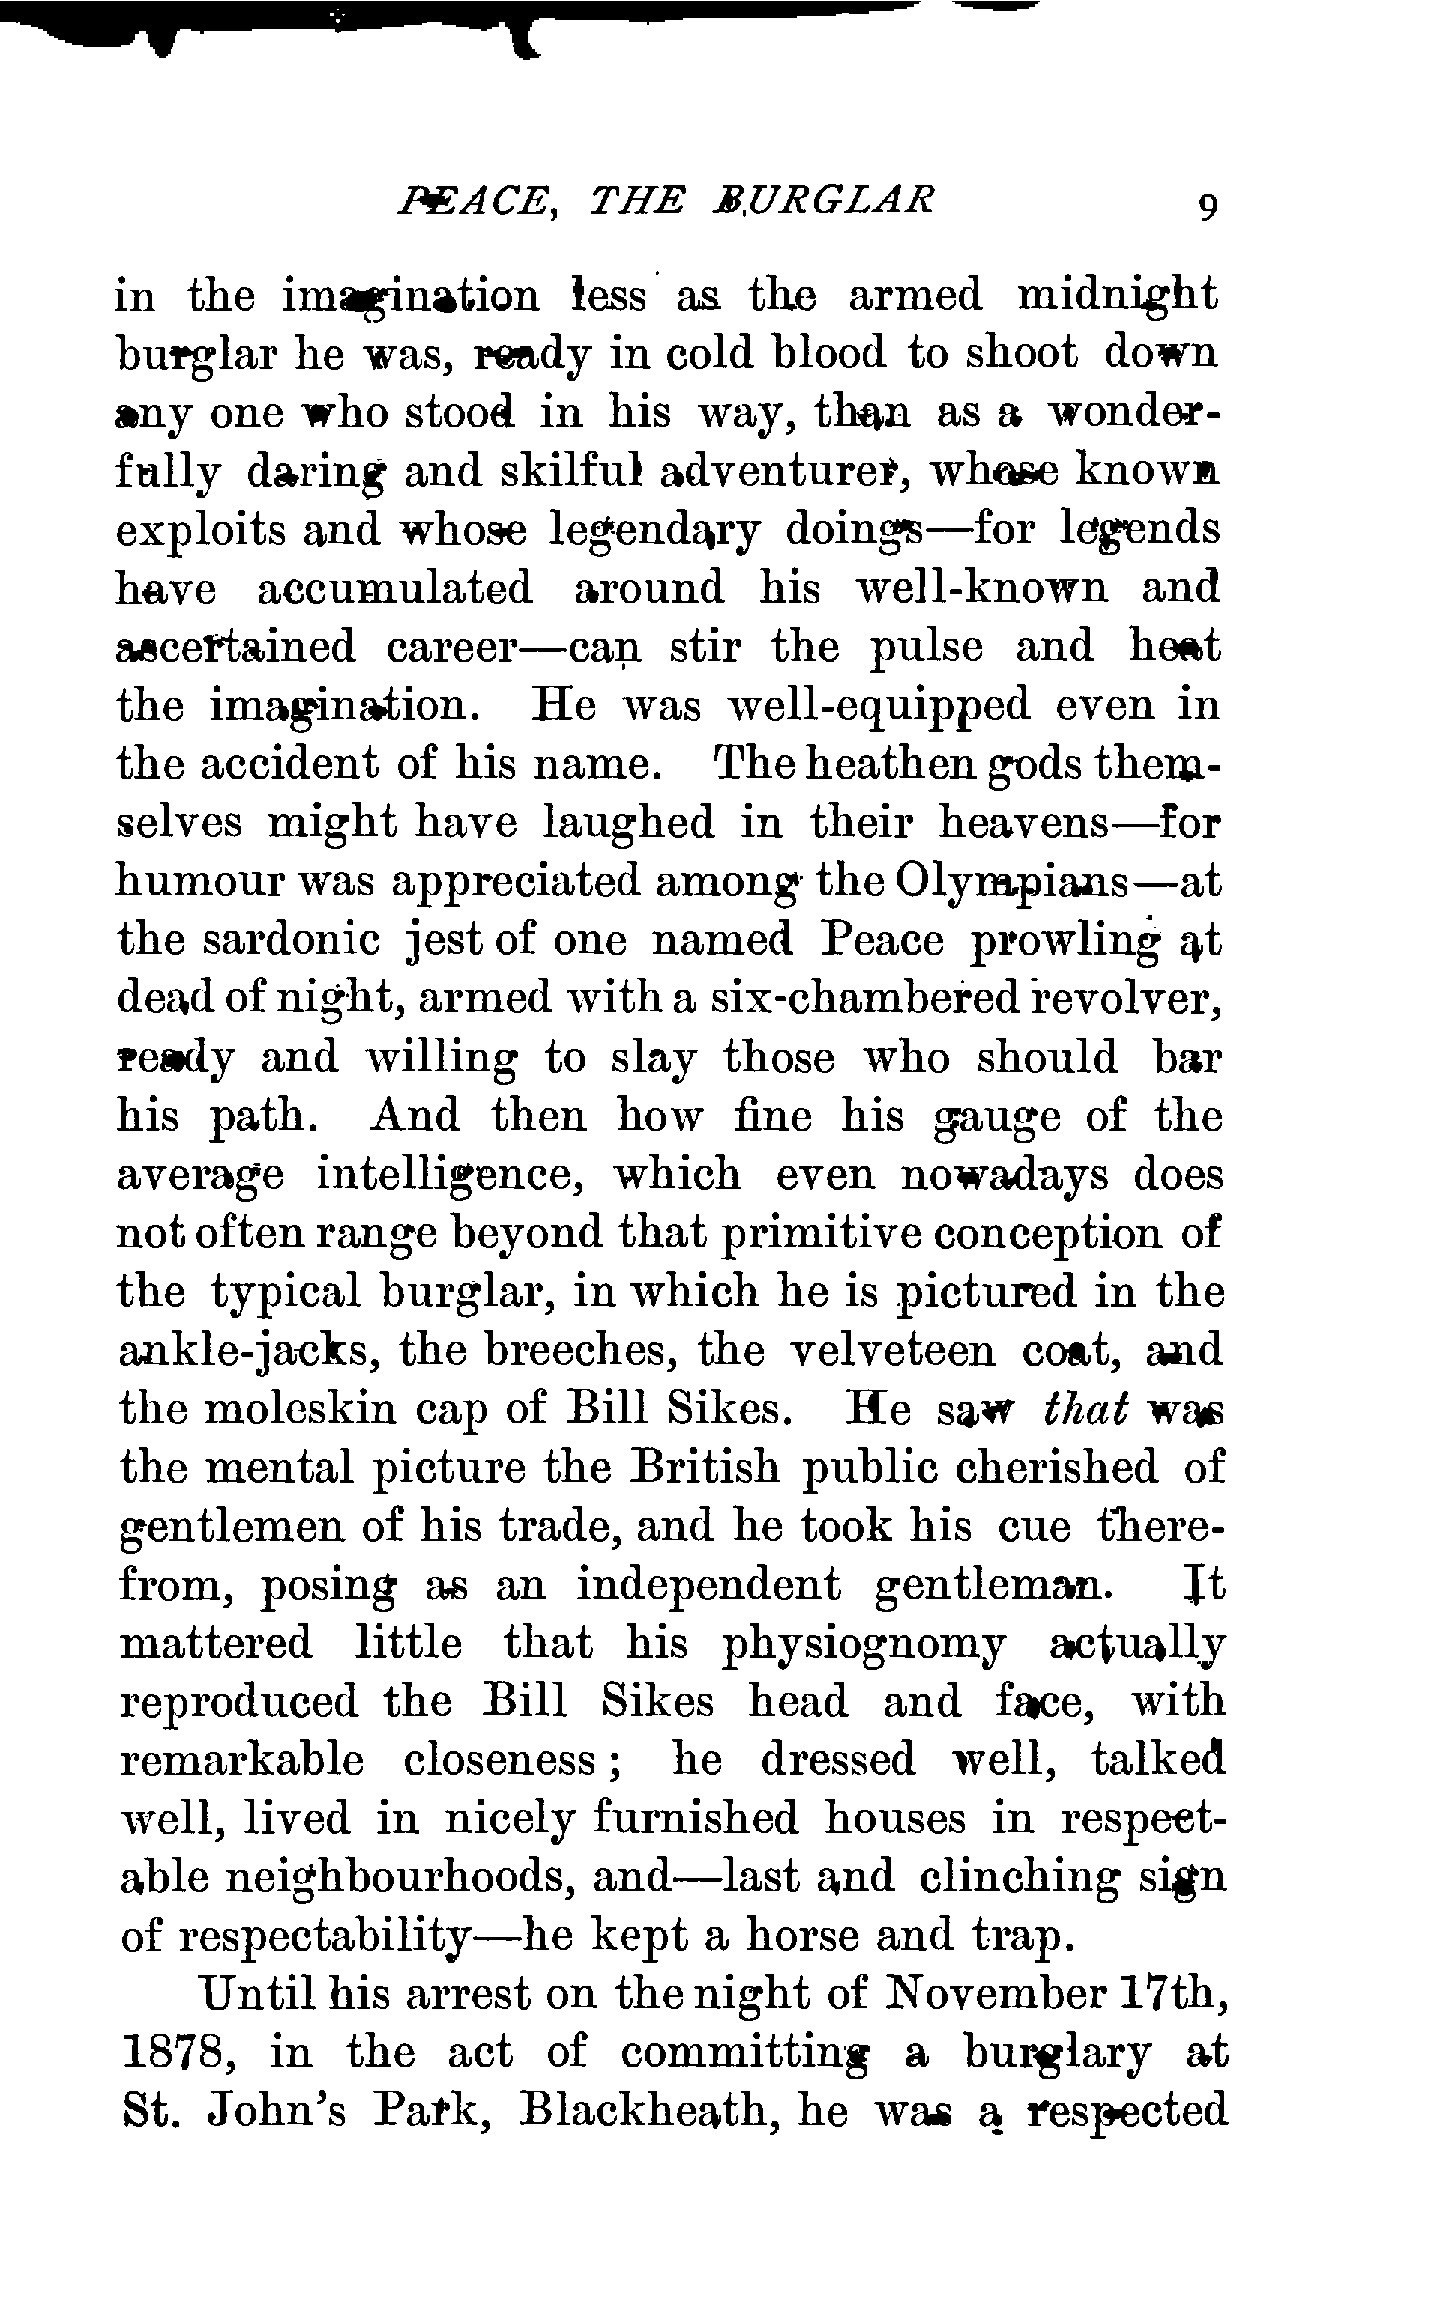 PEACE, THE BURGLAR 9
in the imagination less as the armed midnight
burglar he was, ready in cold blood to shoot down
any one who stood in his way, than as a wonder-
fully daring and skilful adventurer, whose known
exploits and whose legendary doings—for legends
have accumulated around his well-known and
ascertained career—can stir the pulse and heat
the imagination. He was well-equipped even in
the accident of his name. The heathen gods them-
selves might have laughed in their heavens—for
humour was appreciated among the Olympians—at
the sardonic jest of one named Peace prowling at
dead of night, armed with a six-chambered revolver,
ready and willing to slay those who should bar
his path. And then how fine his gauge of the
average intelligence, which even nowadays does
not often range beyond that primitive conception of
the typical burglar, in which he is pictured in the
ankle-jacks, the breeches, the velveteen coat, and
the moleskin cap of Bill Sikes. He saw that was
the mental picture the British public cherished of
gentlemen of his trade, and he took his cue there-
from, posing as an independent gentleman. It
mattered little that his physiognomy actually
reproduced the Bill Sikes head and face, with
remarkable closeness; he dressed well, talked
well, lived in nicely furnished houses in respect-
able neighbourhoods, and—last and clinching sign
of respectability—he kept a horse and trap.
Until his arrest on the night of November 17th,
1878, in the act of committing a burglary at
St. John's Park, Blackheath, he was a respected